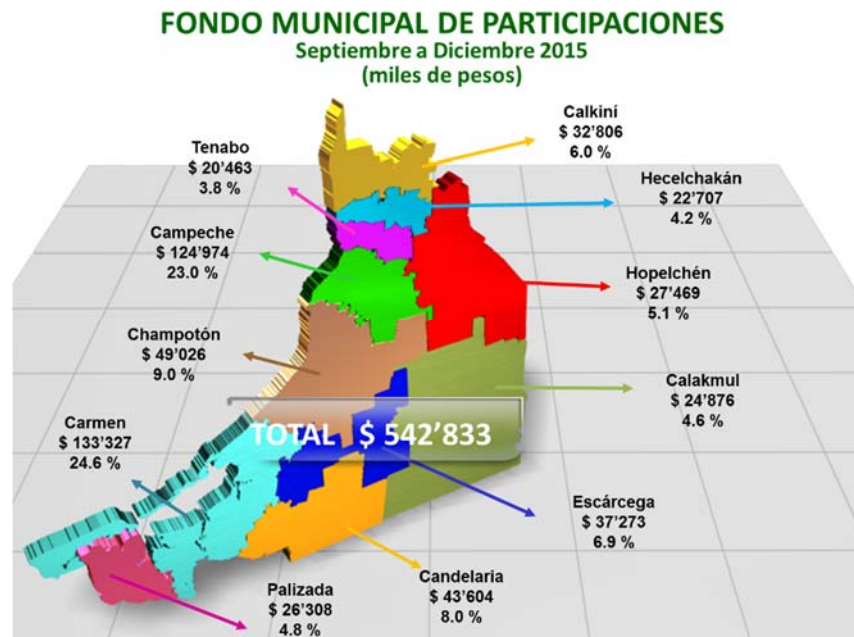 FONDO MUNICIPAL DE PARTICIPACIONES
Septiembre a Diciembre 2015
(miles de pesos)
Calkiní
$ 32’806
6.0 %
Tenabo
$ 20’463
3.8 %
Hecelchakán
$ 22’707
4.2 %
Campeche
$ 124’974
23.0 %
Hopelchén
$ 27’469
5.1 %
Champotón
$ 49’026
9.0 %
Calakmul
$ 24’876
4.6 %
Carmen
$ 133’327
24.6 %
TOTAL $ 542’833
Escárcega
$ 37’273
6.9 %
Candelaria
$ 43’604
8.0 %
Palizada
$ 26’308
4.8 %